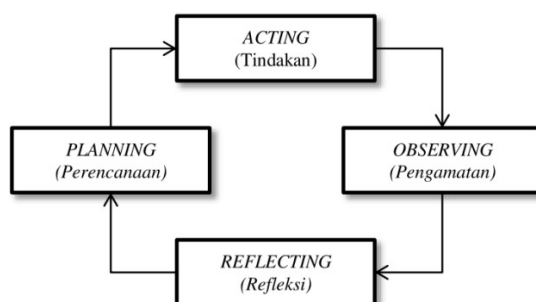 ACTING
(Tindakan)
PLANNING
(Perencanaan)
OBSERVING
(Pengamatan)
REFLECTING
(Refleksi)